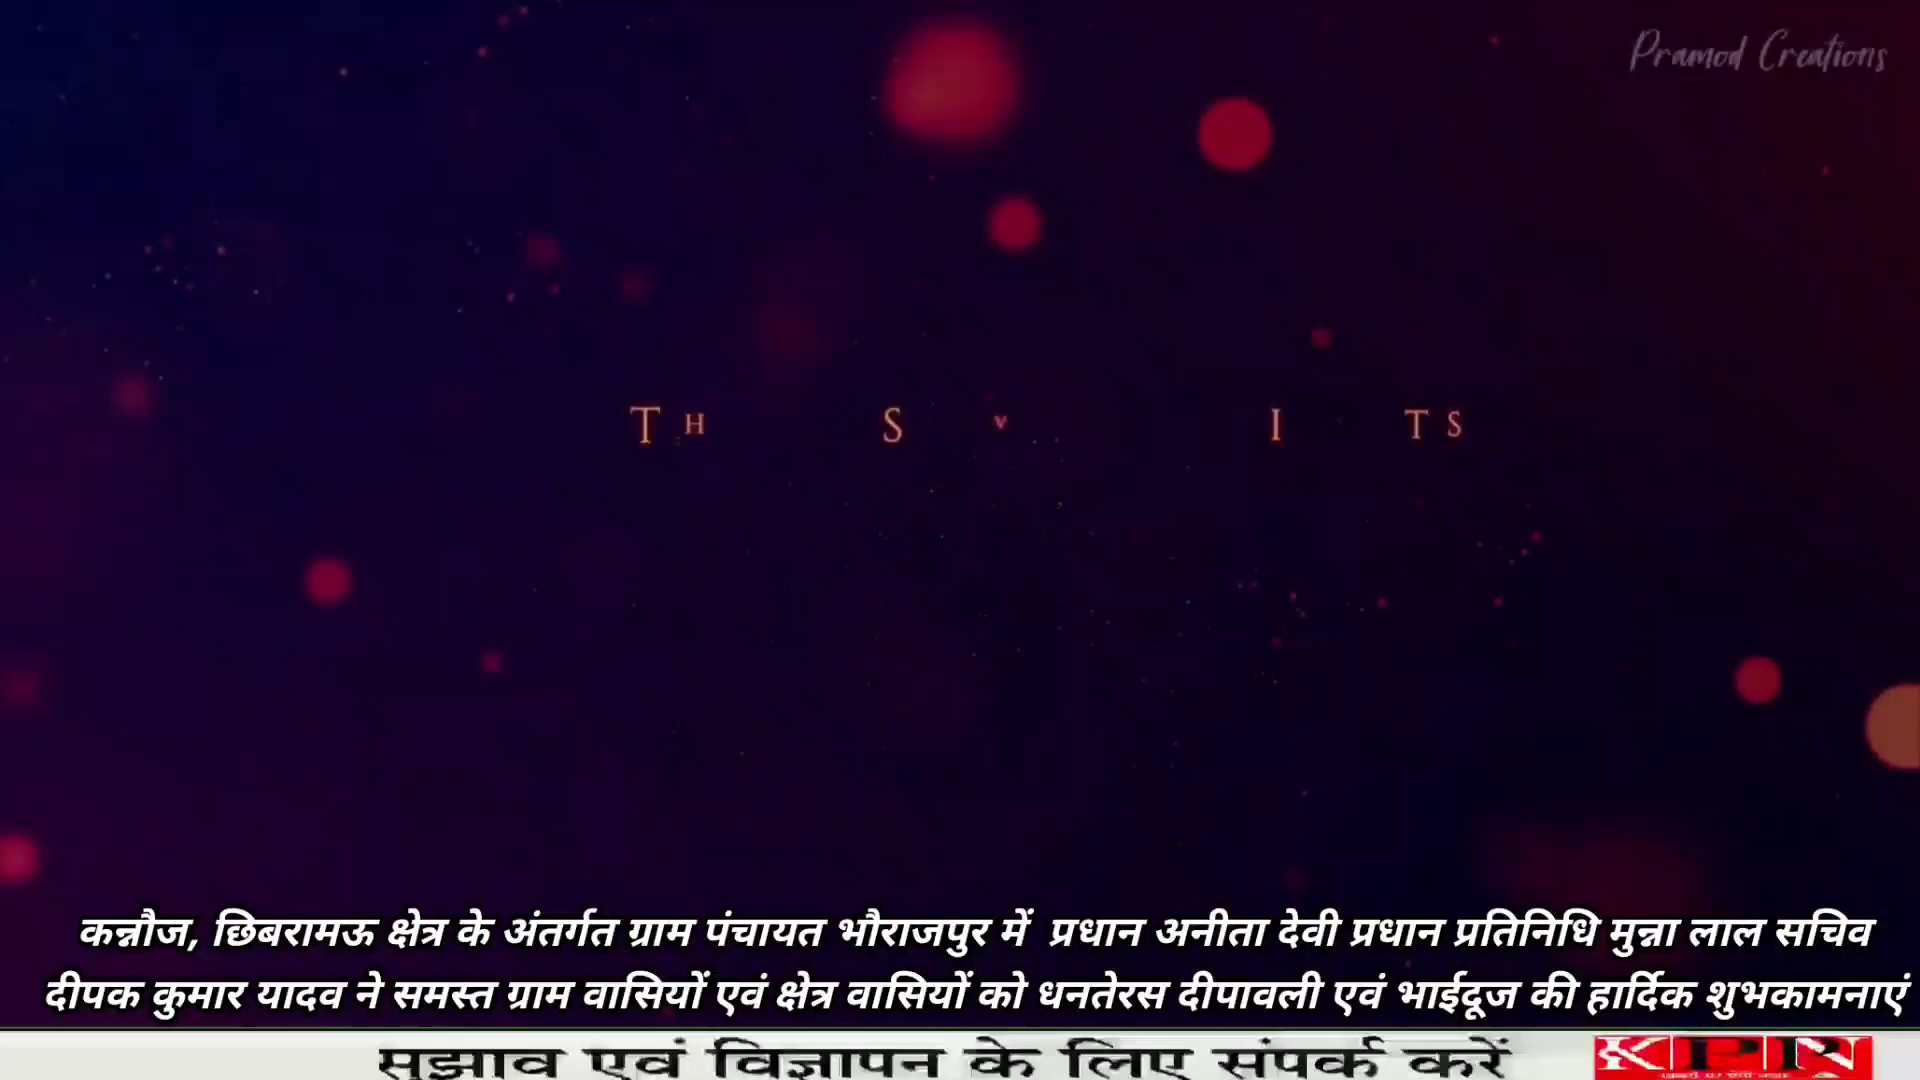 Pramod Creations
T H S V I T S
कन्नौज, छिबरामऊ क्षेत्र के अंतर्गत ग्राम पंचायत भौराजपुर में प्रधान अनीता देवी प्रधान प्रतिनिधि मुन्ना लाल सचिव
दीपक कुमार यादव ने समस्त ग्राम वासियों एवं क्षेत्र वासियों को धनतेरस दीपावली एवं भाईदूज की हार्दिक शुभकामनाएं
सुझाव एवं विज्ञापन के लिए संपर्क करें
KPN